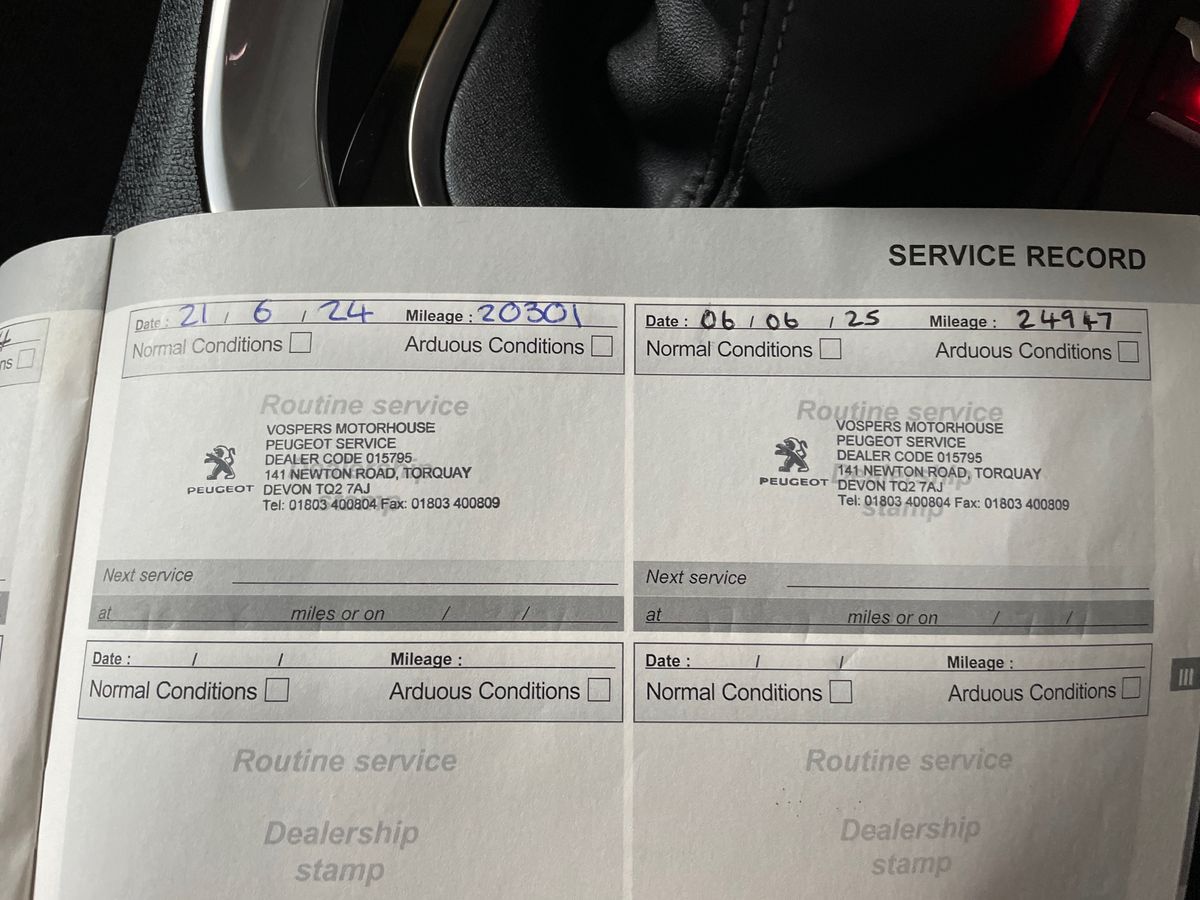 SERVICE RECORD
Date : 21 / 6 / 24 Mileage : 20301
Normal Conditions Arduous Conditions
Routine service
VOSPERS MOTORHOUSE
PEUGEOT SERVICE
DEALER CODE 015795
141 NEWTON ROAD, TORQUAY
PEUGEOT DEVON TQ2 7AJ
Tel: 01803 400804 Fax: 01803 400809
Dealership
stamp
Next service
at miles or on / /
Date : 06 / 06 / 25 Mileage : 24947
Normal Conditions Arduous Conditions
Routine service
VOSPERS MOTORHOUSE
PEUGEOT SERVICE
DEALER CODE 015795
141 NEWTON ROAD, TORQUAY
PEUGEOT DEVON TQ2 7AJ
Tel: 01803 400804 Fax: 01803 400809
Dealership
stamp
Next service
at miles or on / /
Date : / / Mileage :
Normal Conditions Arduous Conditions
Routine service
Dealership
stamp
Date : / / Mileage :
Normal Conditions Arduous Conditions
Routine service
Dealership
stamp
III